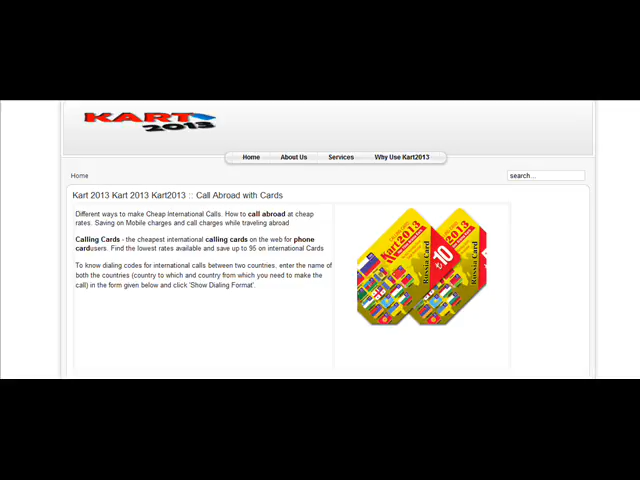 KART
2013
Home About Us Services Why Use Kart2013
Home
search...
Kart 2013 Kart 2013 Kart2013 :: Call Abroad with Cards
Different ways to make Cheap International Calls. How to call abroad at cheap
rates. Saving on Mobile charges and call charges while traveling abroad
Calling Cards - the cheapest international calling cards on the web for phone
cardusers. Find the lowest rates available and save up to 95 on international Cards
To know dialing codes for international calls between two countries, enter the name of
both the countries (country to which and country from which you need to make the
call) in the form given below and click 'Show Dialing Format'.
Kart2013
Russia Card
10
Kart2013
Russia Card